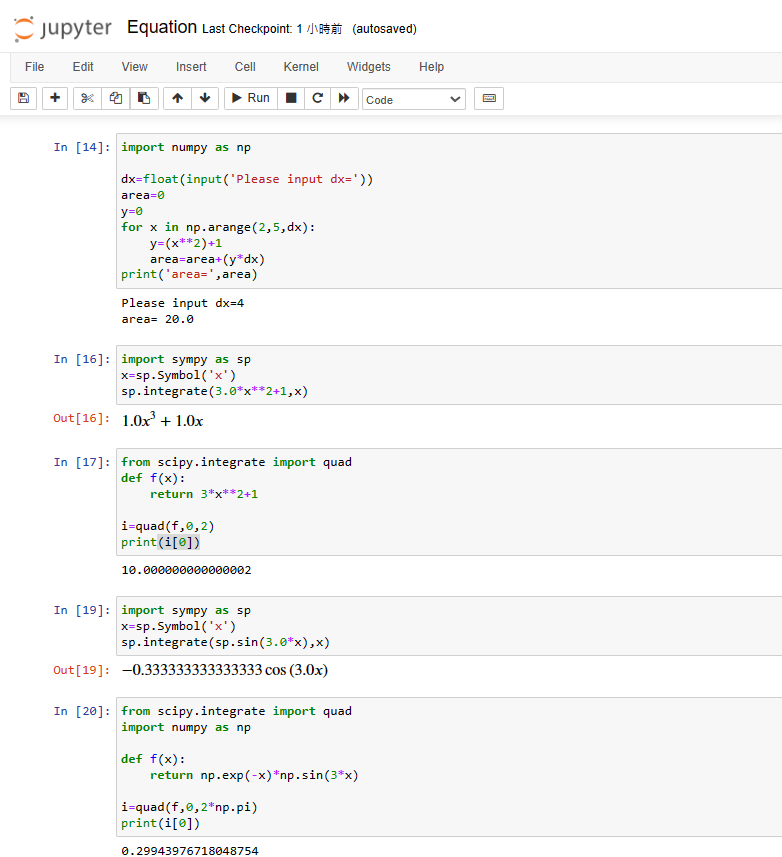 jupyter Equation Last Checkpoint: 1 小時前 (autosaved)
File Edit View Insert Cell Kernel Widgets Help
Run Code
In [14]: import numpy as np
dx=float(input('Please input dx='))
area=0
y=0
for x in np.arange(2,5,dx):
    y=(x**2)+1
    area=area+(y*dx)
print('area=',area)
Please input dx=4
area= 20.0
In [16]: import sympy as sp
x=sp.Symbol('x')
sp.integrate(3.0*x**2+1,x)
Out[16]: 1.0x³ + 1.0x
In [17]: from scipy.integrate import quad
def f(x):
    return 3*x**2+1
i=quad(f,0,2)
print(i[0])
10.000000000000002
In [19]: import sympy as sp
x=sp.Symbol('x')
sp.integrate(sp.sin(3.0*x),x)
Out[19]: −0.333333333333333 cos (3.0x)
In [20]: from scipy.integrate import quad
import numpy as np
def f(x):
    return np.exp(-x)*np.sin(3*x)
i=quad(f,0,2*np.pi)
print(i[0])
0.29943976718048754